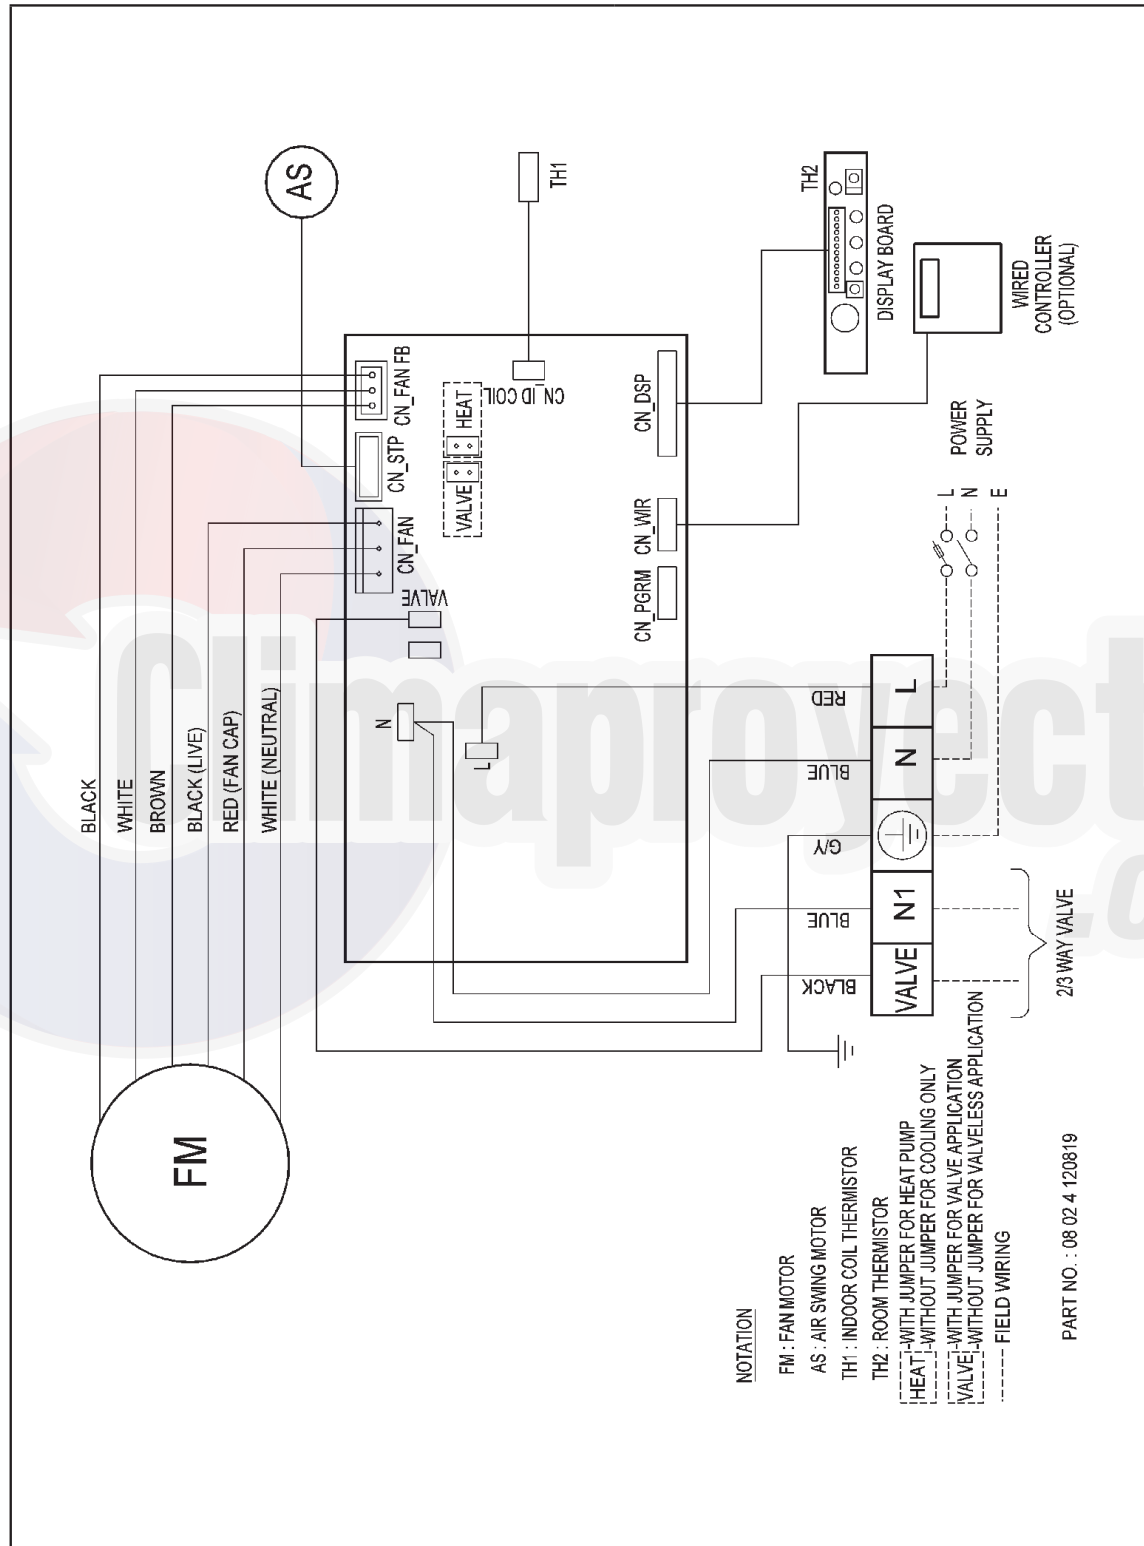 BLACK
WHITE
BROWN
BLACK (LIVE)
RED (FAN CAP)
WHITE (NEUTRAL)
FM
AS
CN_FAN FB
CN_STP
CN_FAN
VALVE
VALVE
HEAT
CN_ID COIL
TH1
N
L
CN_PGRM
CN_WIR
CN_DSP
TH2
DISPLAY BOARD
WIRED
CONTROLLER
(OPTIONAL)
POWER
SUPPLY
L
N
E
BLACK
BLUE
G/Y
BLUE
RED
VALVE
N1
N
L
2/3 WAY VALVE
NOTATION
FM : FAN MOTOR
AS : AIR SWING MOTOR
TH1 : INDOOR COIL THERMISTOR
TH2 : ROOM THERMISTOR
HEAT -WITH JUMPER FOR HEAT PUMP
-WITHOUT JUMPER FOR COOLING ONLY
VALVE -WITH JUMPER FOR VALVE APPLICATION
-WITHOUT JUMPER FOR VALVELESS APPLICATION
------ FIELD WIRING
PART NO. : 08 02 4 120819
Climaproyect